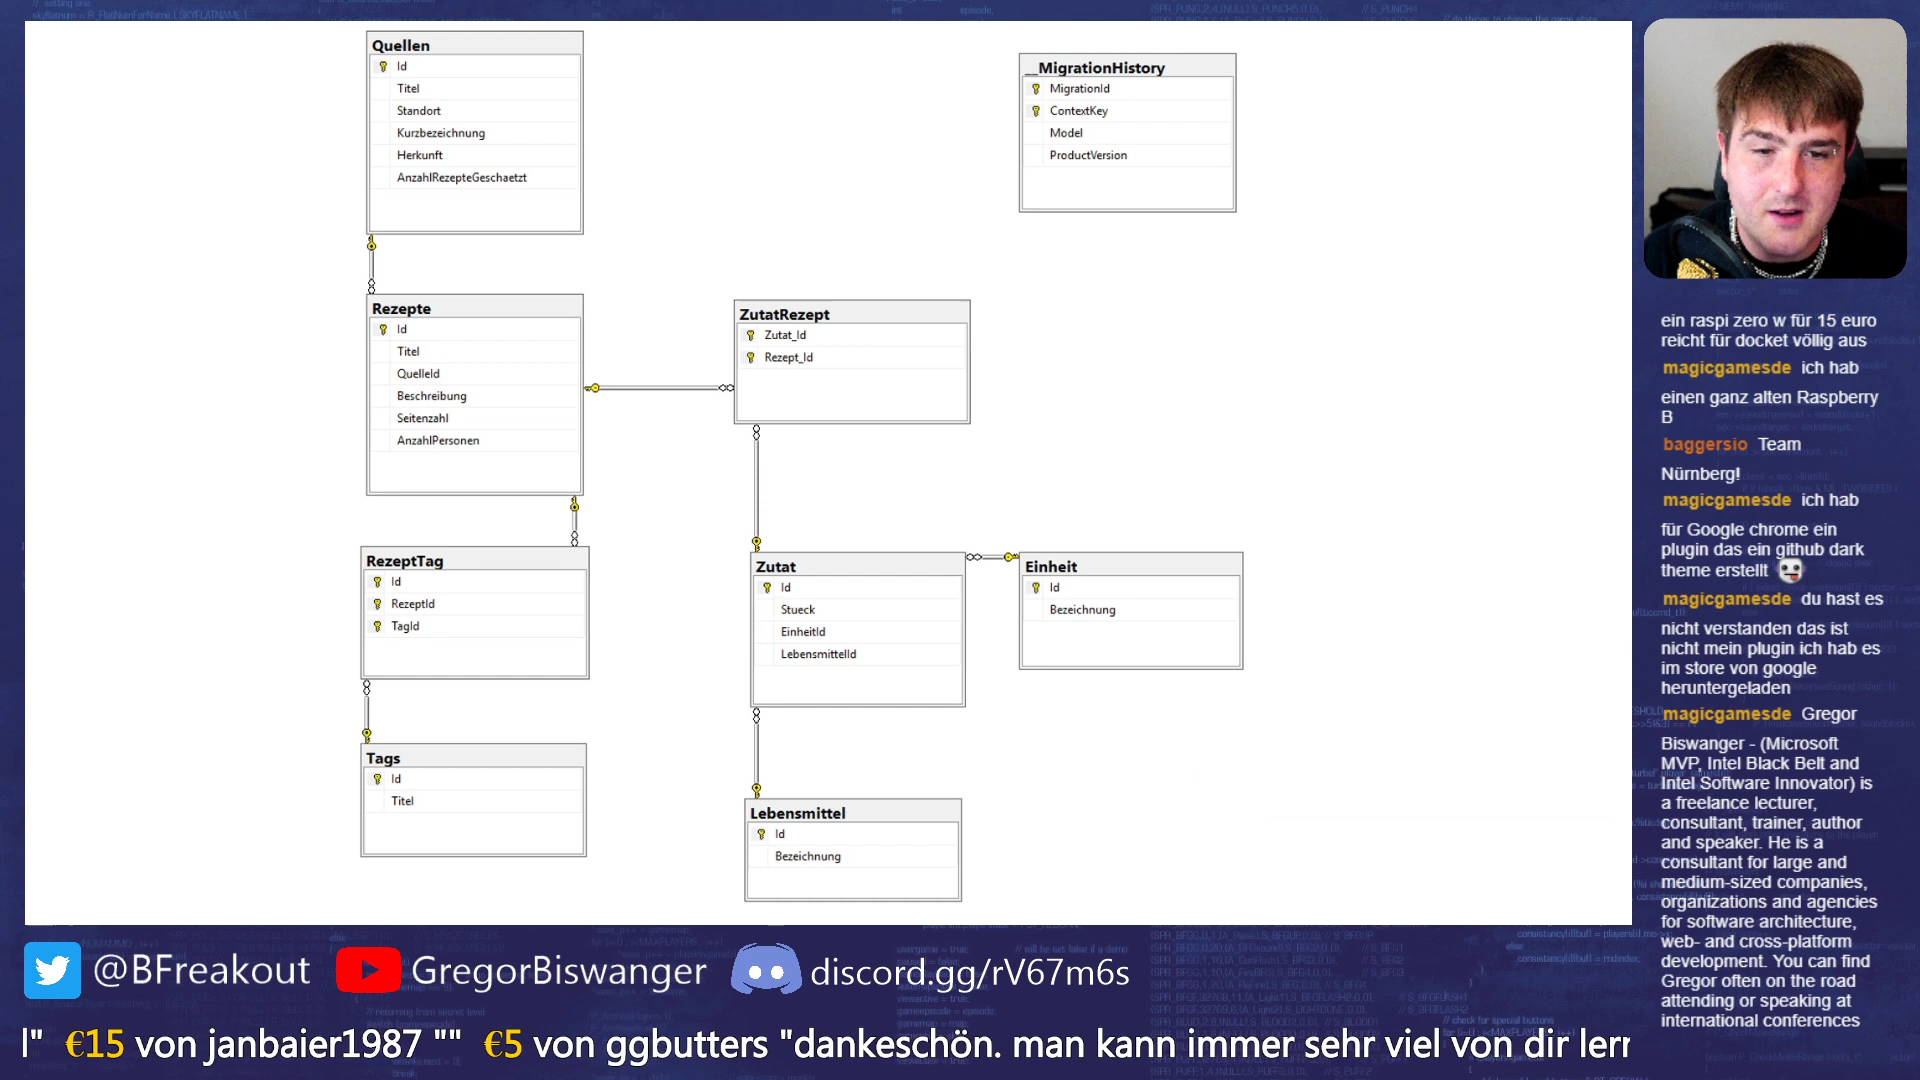 Quellen
Id
Titel
Standort
Kurzbezeichnung
Herkunft
AnzahlRezepteGeschaetzt
__MigrationHistory
MigrationId
ContextKey
Model
ProductVersion
Rezepte
Id
Titel
QuelleId
Beschreibung
Seitenzahl
AnzahlPersonen
ZutatRezept
Zutat_Id
Rezept_Id
RezeptTag
Id
RezeptId
TagId
Zutat
Id
Stueck
EinheitId
LebensmittelId
Einheit
Id
Bezeichnung
Tags
Id
Titel
Lebensmittel
Id
Bezeichnung
ein raspi zero w für 15 euro
reicht für docket völlig aus
magicgamesde ich hab
einen ganz alten Raspberry
B
baggersio Team
Nürnberg!
magicgamesde ich hab
für Google chrome ein
plugin das ein github dark
theme erstellt
magicgamesde du hast es
nicht verstanden das ist
nicht mein plugin ich hab es
im store von google
heruntergeladen
magicgamesde Gregor
Biswanger - (Microsoft
MVP, Intel Black Belt and
Intel Software Innovator) is
a freelance lecturer,
consultant, trainer, author
and speaker. He is a
consultant for large and
medium-sized companies,
organizations and agencies
for software architecture,
web- and cross-platform
development. You can find
Gregor often on the road
attending or speaking at
international conferences
@BFreakout GregorBiswanger discord.gg/rV67m6s
l" €15 von janbaier1987 "" €5 von ggbutters "dankeschön. man kann immer sehr viel von dir lerr